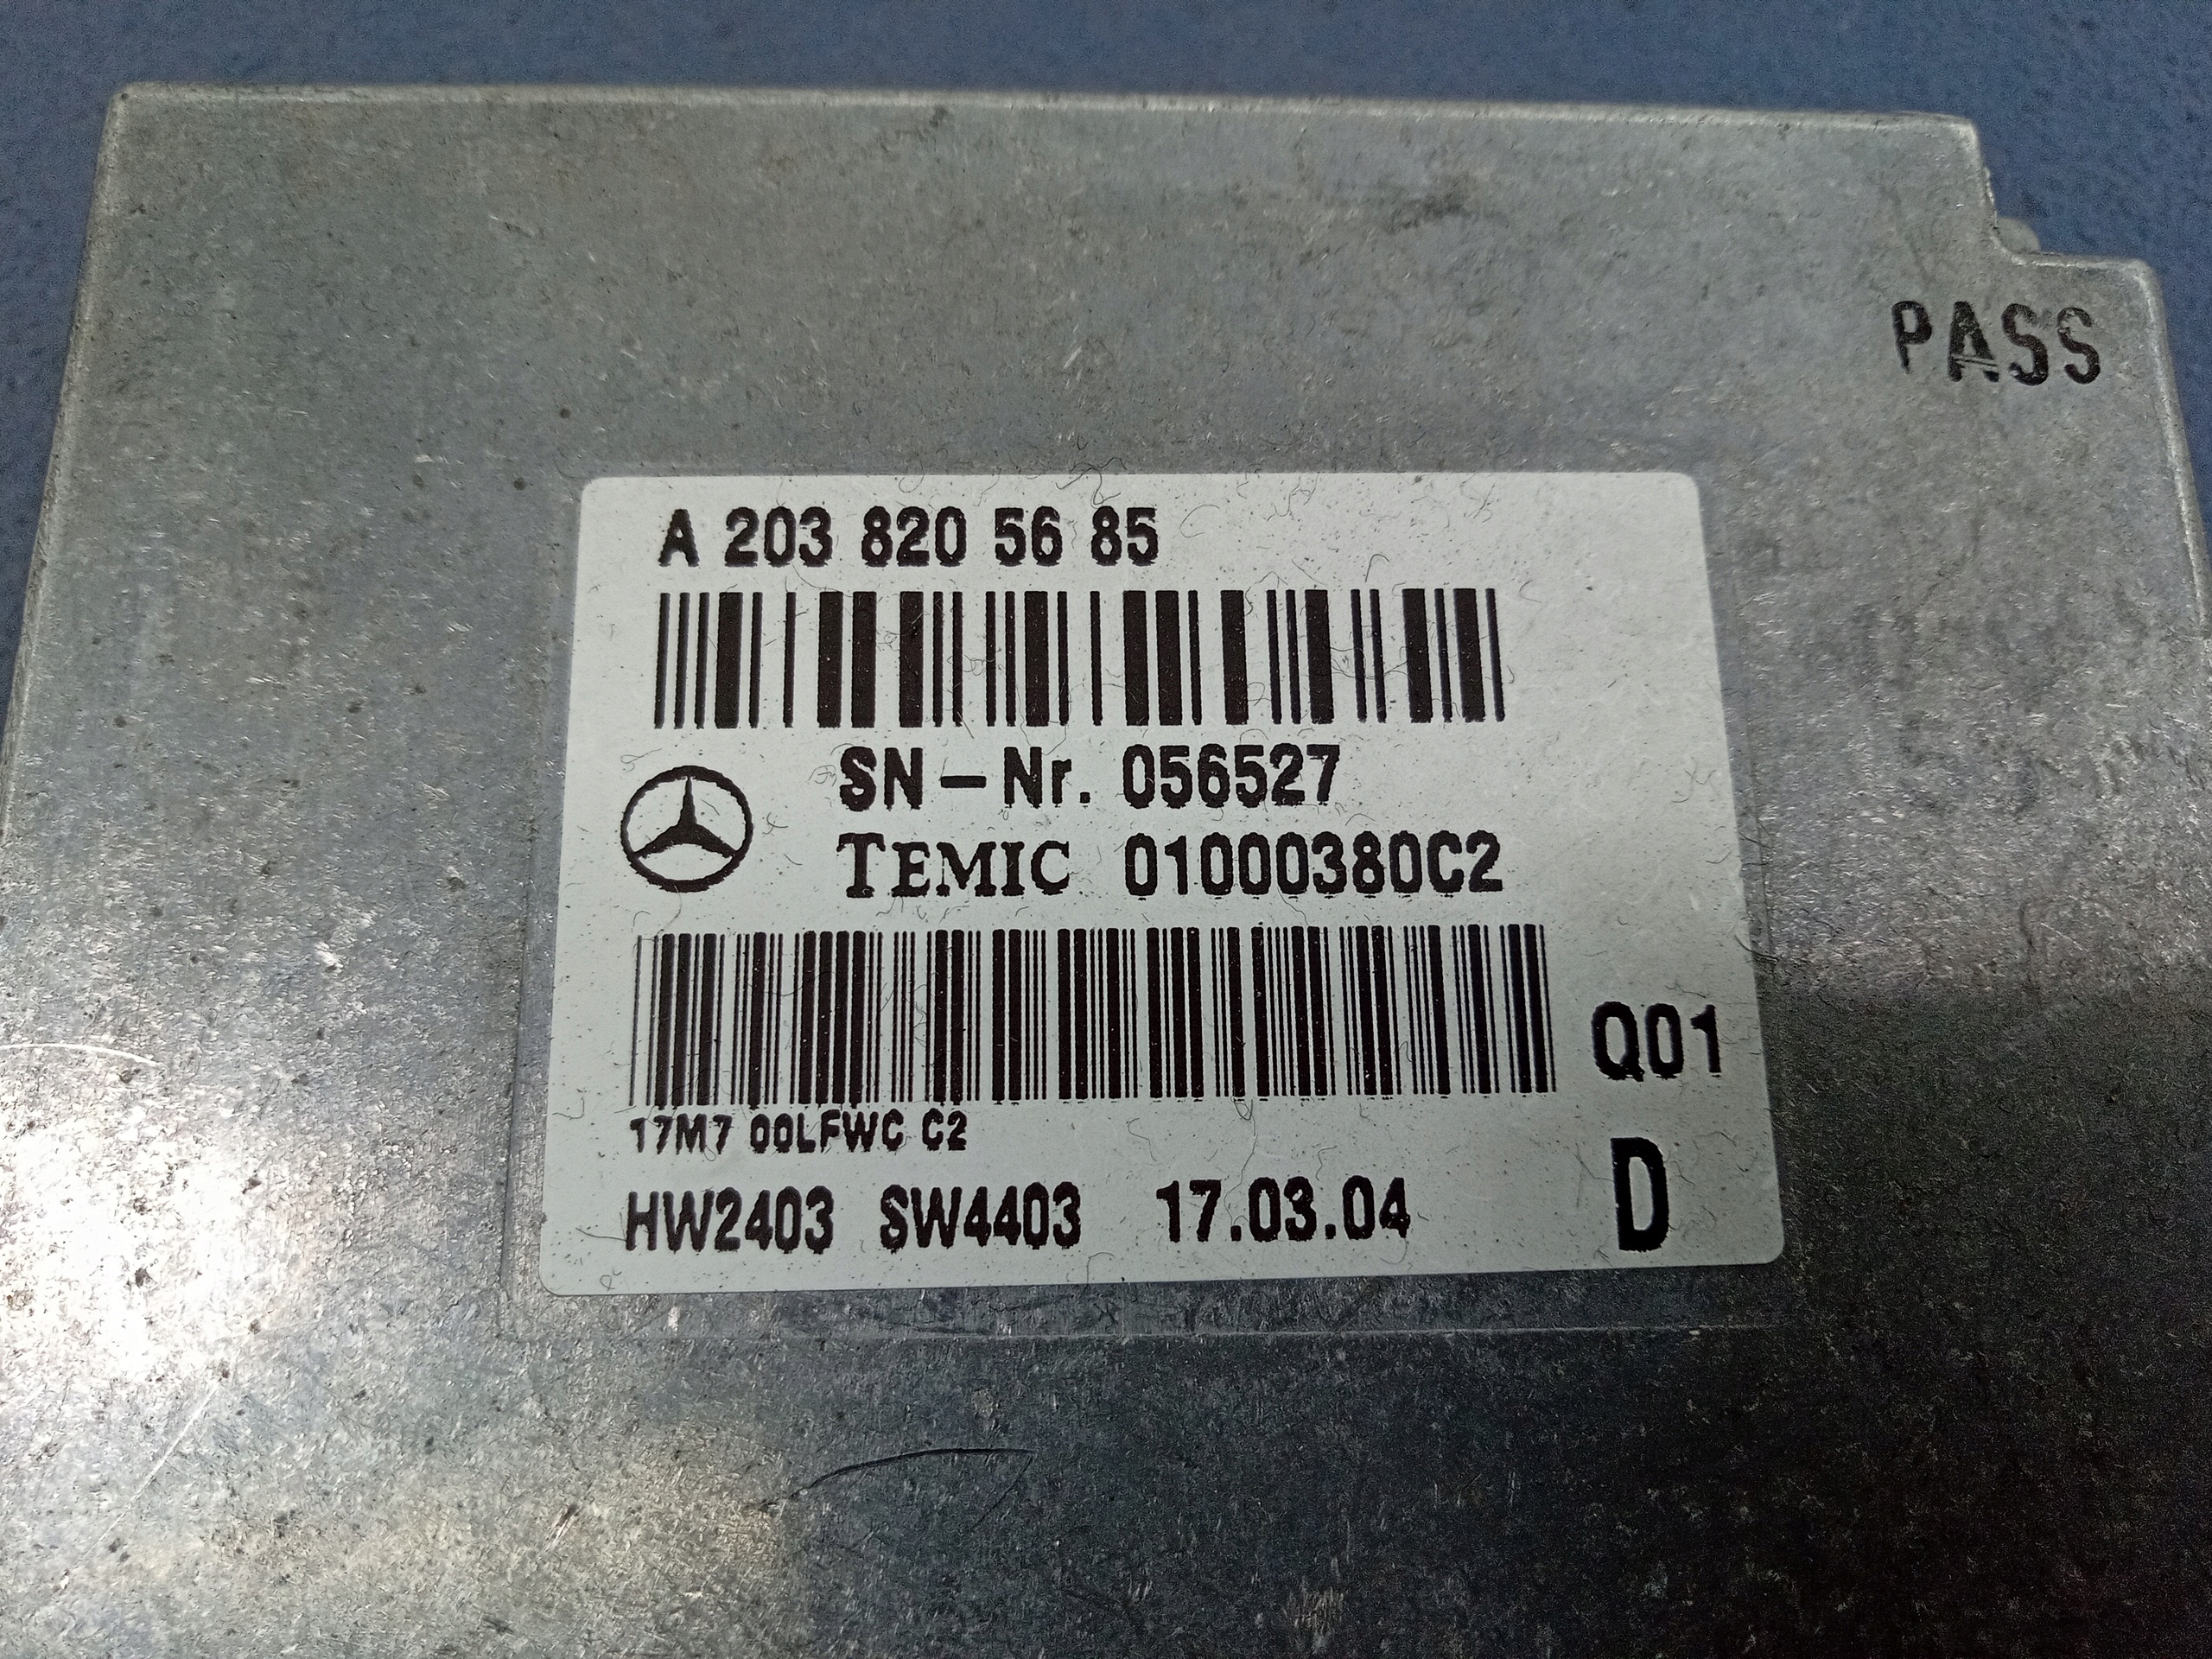 PASS
A 203 820 56 85
SN-Nr. 056527
TEMIC 01000380C2
Q01
17M7 00LFWC C2
HW2403 SW4403 17.03.04 D